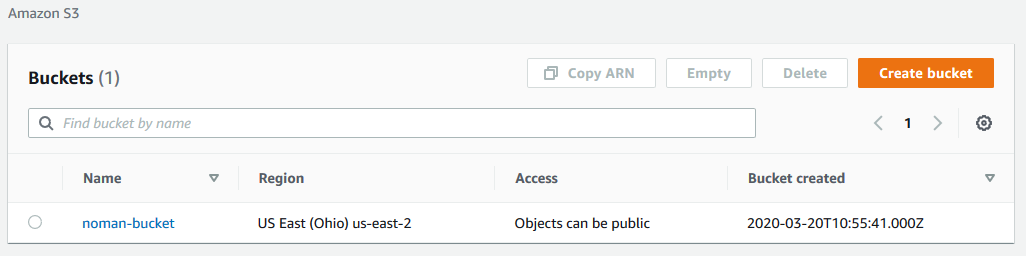 Amazon S3
Buckets (1)
Copy ARN
Empty
Delete
Create bucket
Find bucket by name
1
Name
Region
Access
Bucket created
noman-bucket
US East (Ohio) us-east-2
Objects can be public
2020-03-20T10:55:41.000Z